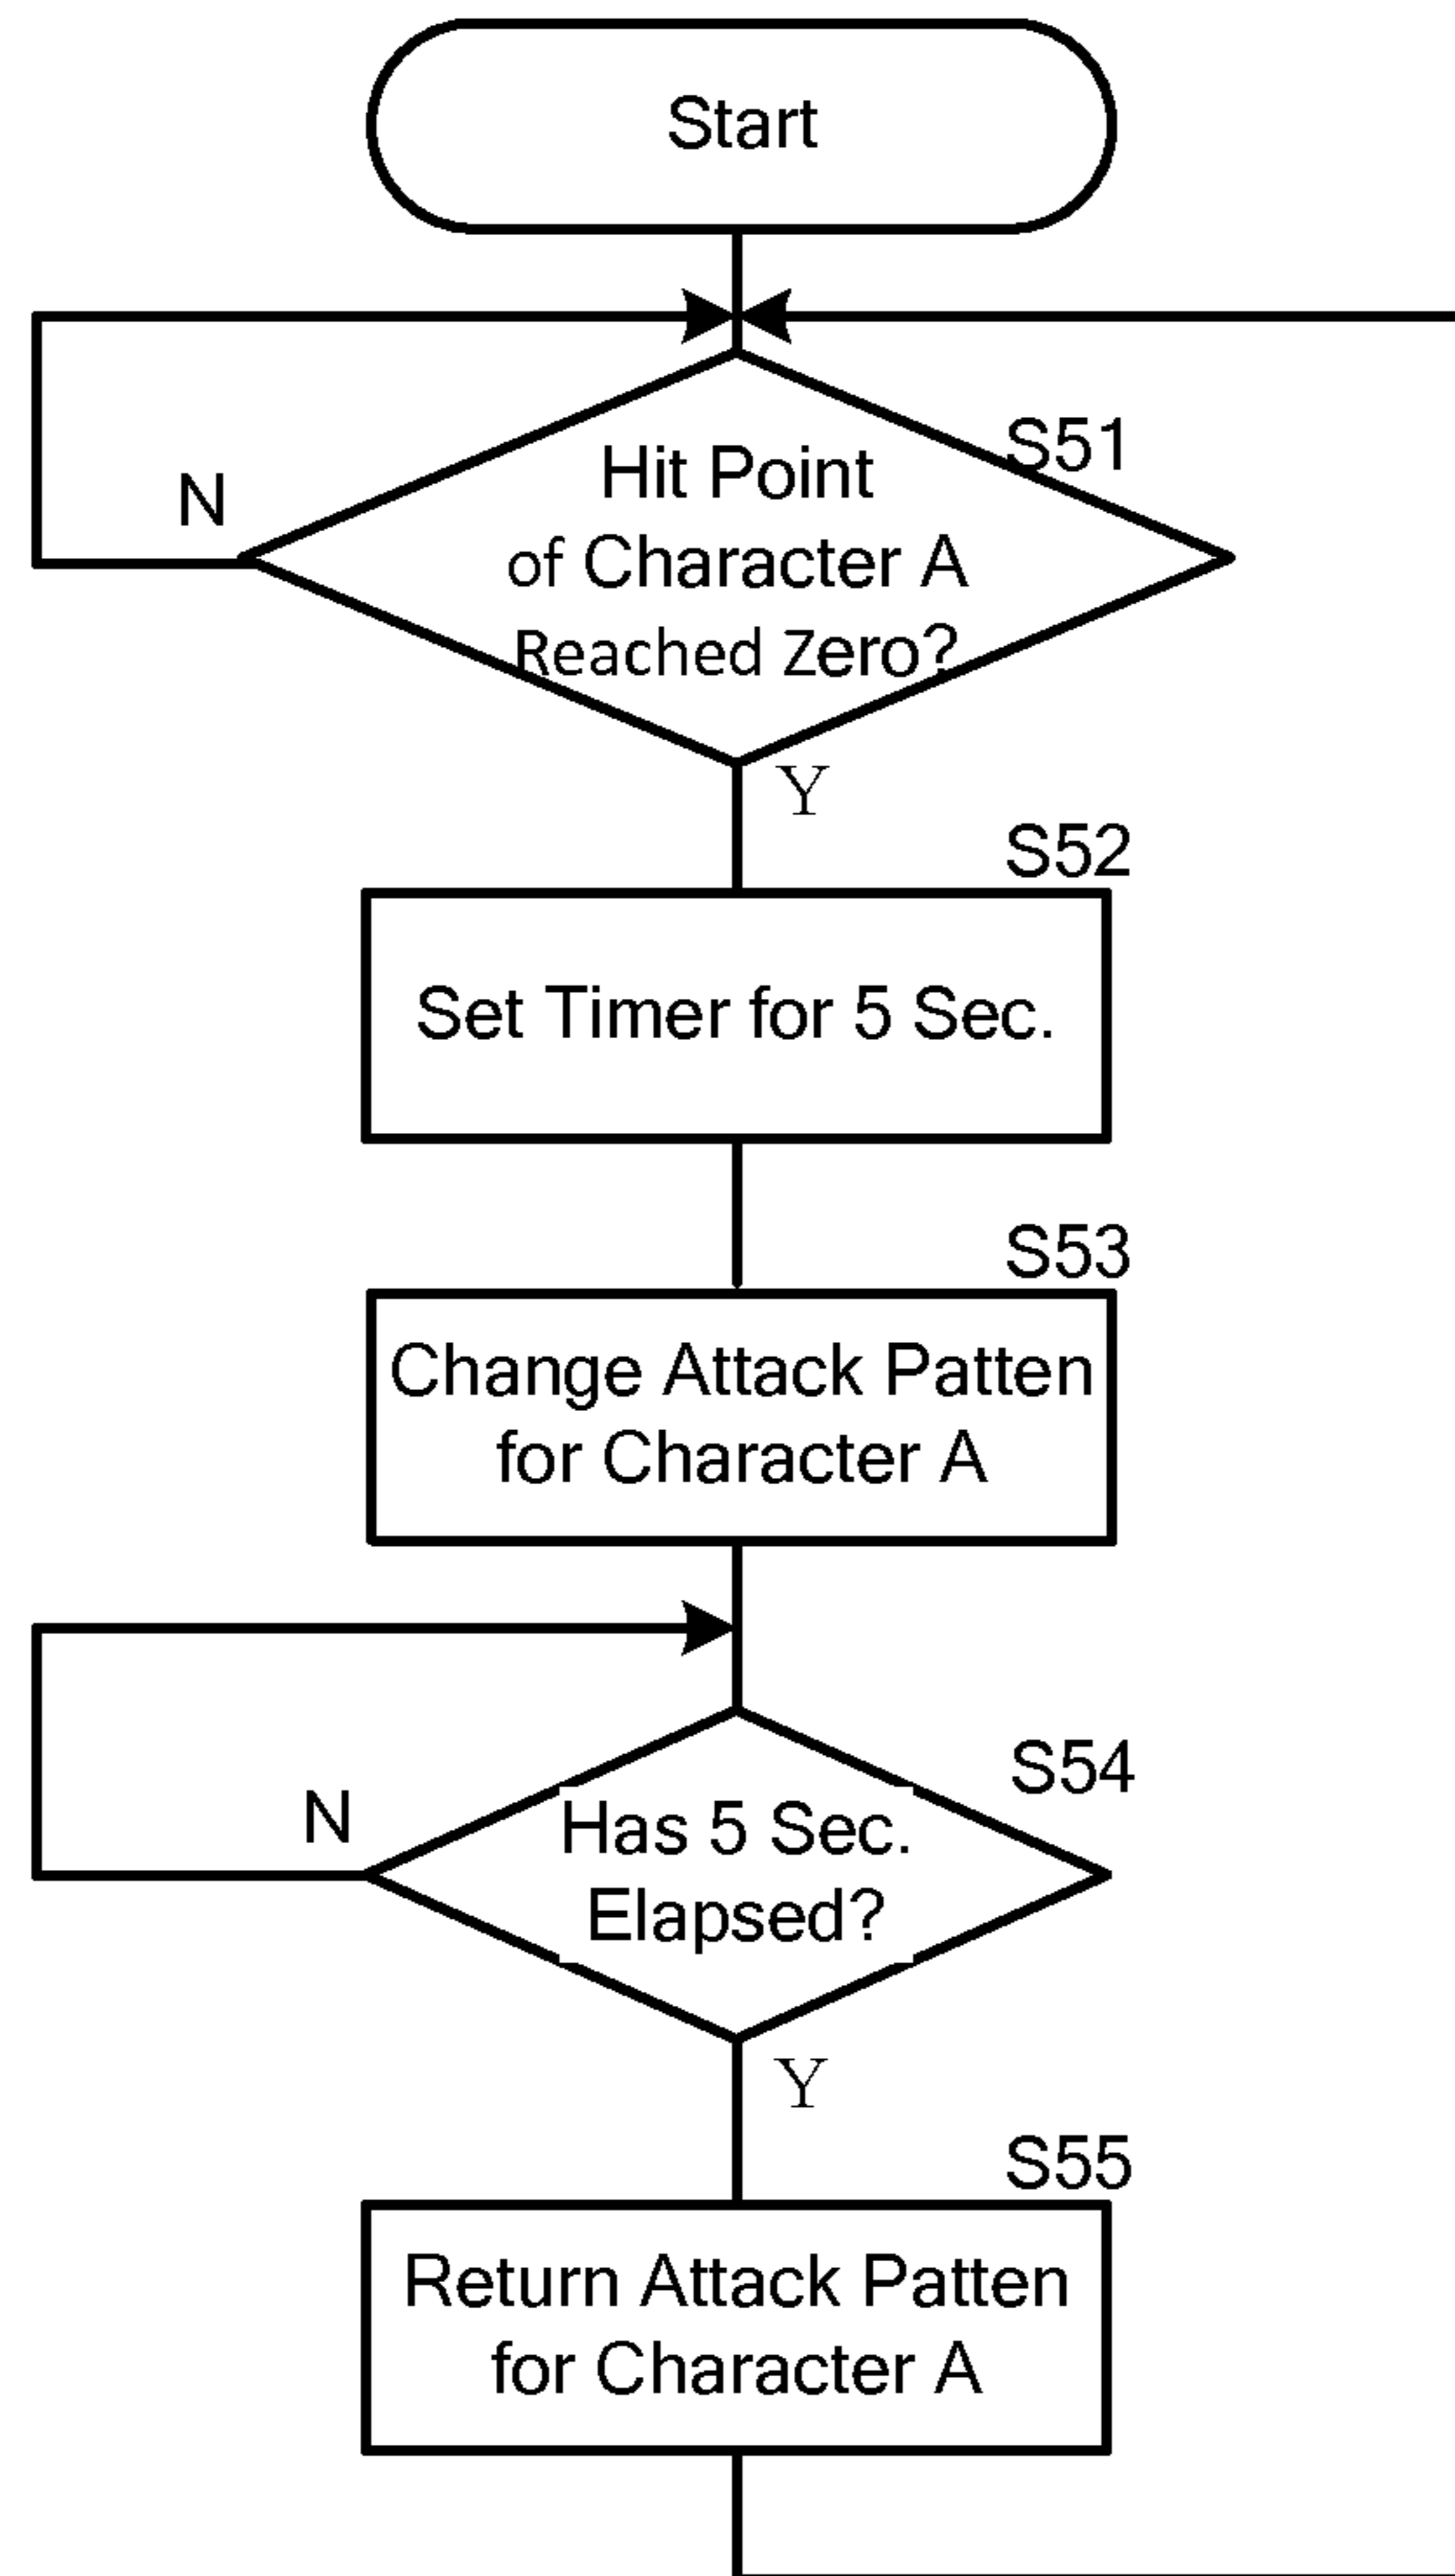 Start
S51
Hit Point
of Character A
Reached Zero?
N
Y
S52
Set Timer for 5 Sec.
S53
Change Attack Patten
for Character A
S54
Has 5 Sec.
Elapsed?
N
Y
S55
Return Attack Patten
for Character A